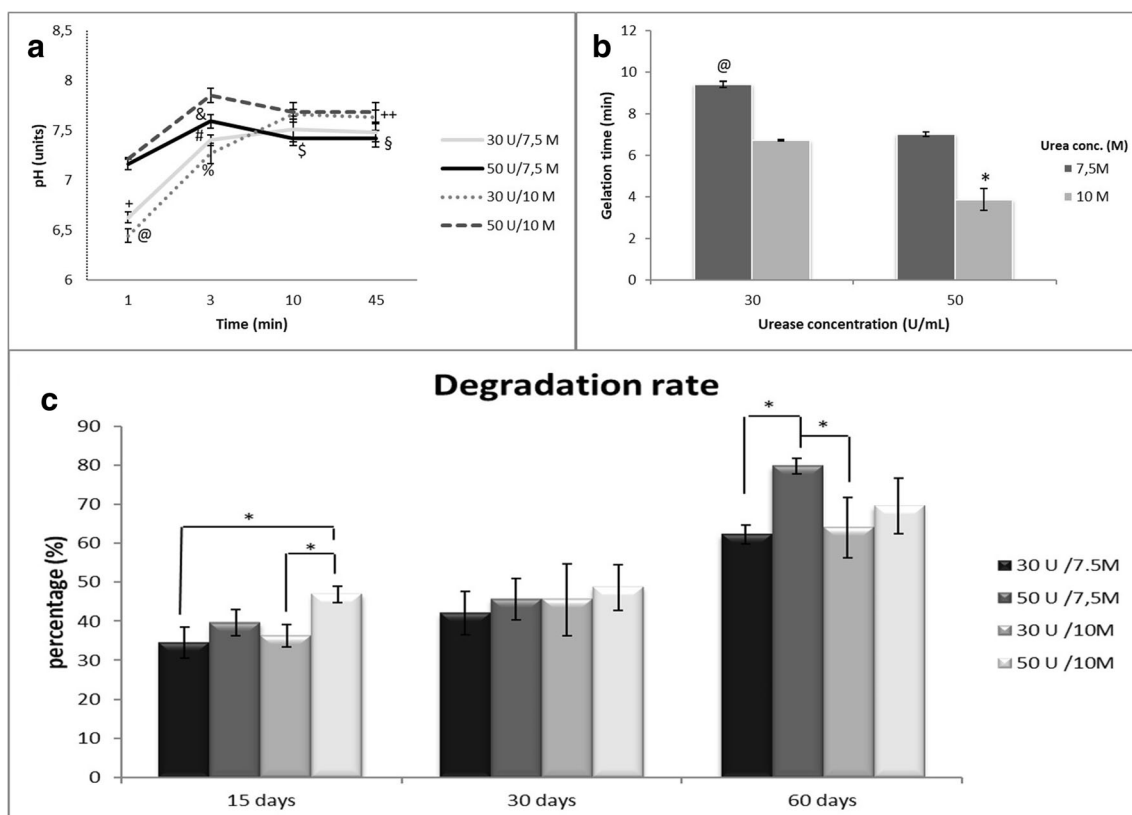 a
8,5
8
7,5
7
6,5
6
pH (units)
+
@
&
#
%
$
++
§
1 3 10 45
Time (min)
30 U/7,5 M
50 U/7,5 M
30 U/10 M
50 U/10 M
b
12
10
8
6
4
2
0
Gelation time (min)
@
*
30 50
Urease concentration (U/mL)
Urea conc. (M)
7,5M
10 M
Degradation rate
c
90
80
70
60
50
40
30
20
10
0
percentage (%)
*
*
*
*
15 days 30 days 60 days
30 U /7.5M
50 U /7,5M
30 U /10M
50 U /10M